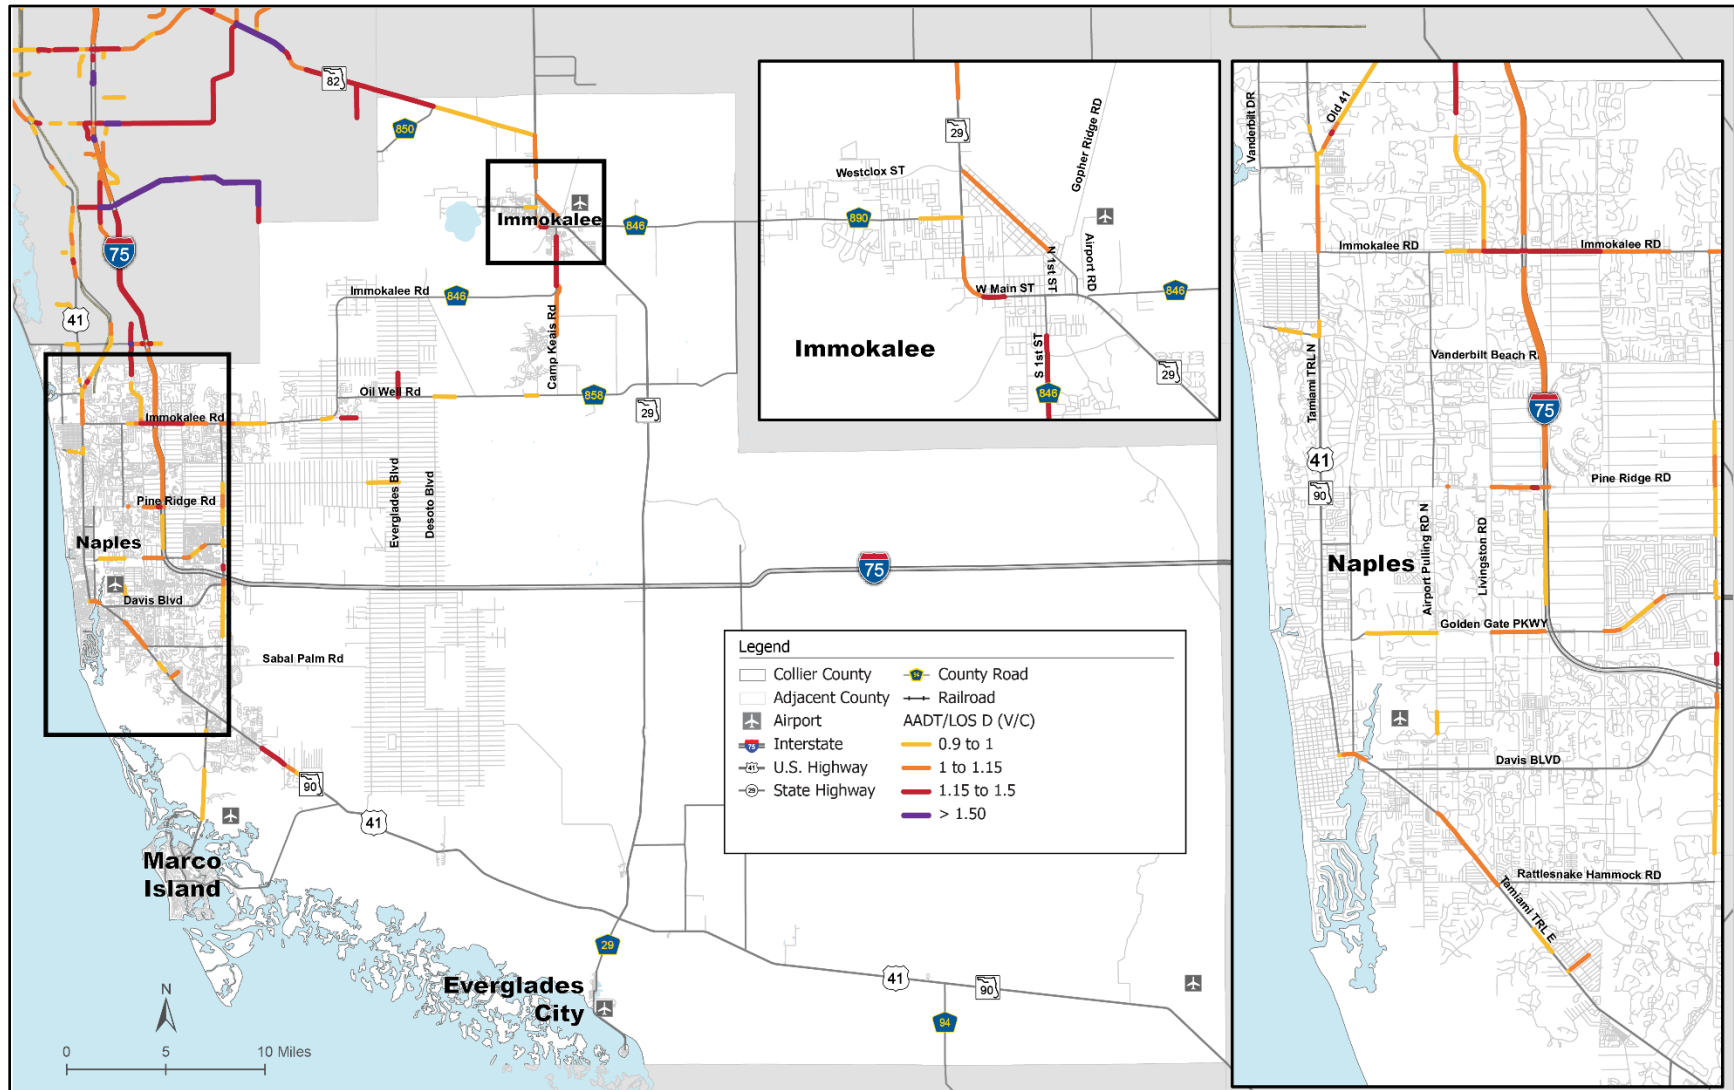 82
850
Immokalee
846
75
41
Immokalee Rd
846
Camp Keais Rd
Oil Well Rd
858
29
Immokalee Rd
Everglades Blvd
Desoto Blvd
Pine Ridge Rd
Naples
75
Davis Blvd
Sabal Palm Rd
90
41
Marco
Island
29
Everglades
City
41
90
94
N
0 5 10 Miles
29
Gopher Ridge RD
Westclox ST
890
N 1st ST
Airport RD
W Main ST
846
Immokalee
S 1st ST
846
29
Legend
Collier County
Adjacent County
Airport
75 Interstate
41 U.S. Highway
29 State Highway
County Road
Railroad
AADT/LOS D (V/C)
0.9 to 1
1 to 1.15
1.15 to 1.5
> 1.50
Vanderbilt DR
Old 41
Immokalee RD
Immokalee RD
Tamiami TRL N
Vanderbilt Beach R
75
41
90
Pine Ridge RD
Airport Pulling RD N
Livingston RD
Naples
Golden Gate PKWY
Davis BLVD
Rattlesnake Hammock RD
Tamiami TRL E